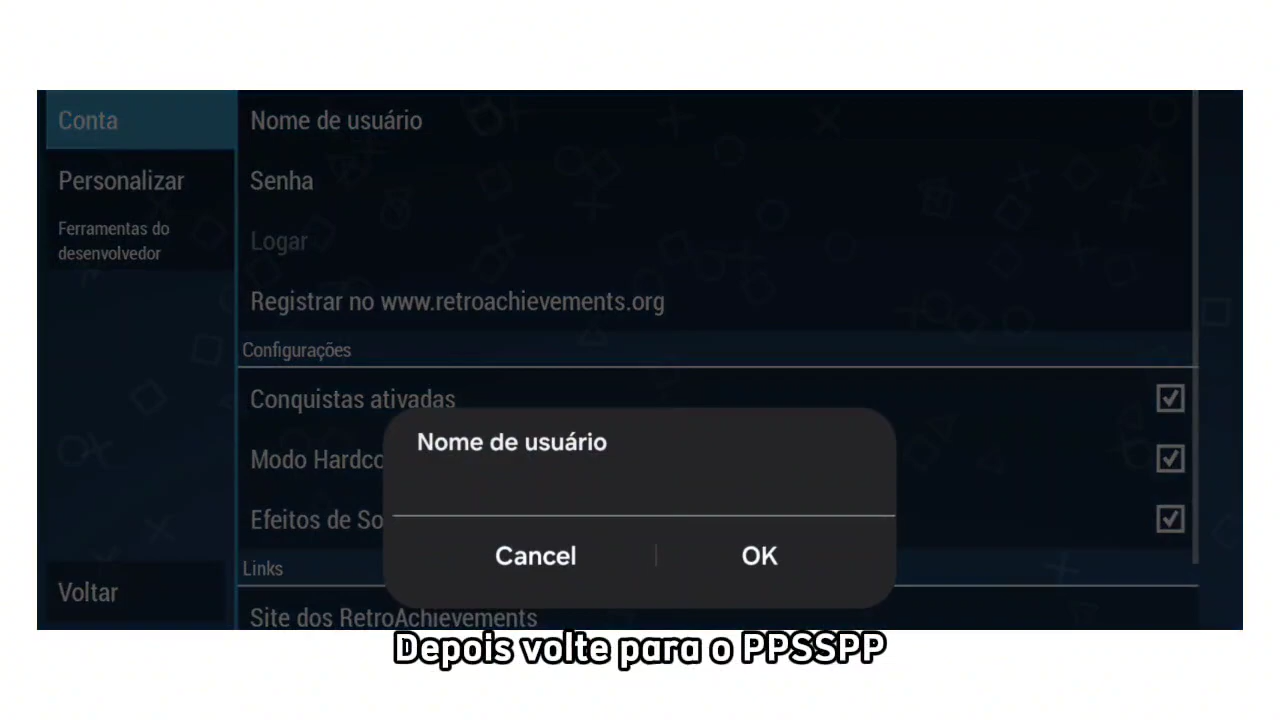 Conta
Nome de usuário
Personalizar
Senha
Ferramentas do
desenvolvedor
Logar
Registrar no www.retroachievements.org
Configurações
Conquistas ativadas
Modo Hardco
Efeitos de So
Links
Voltar
Site dos RetroAchievements
Nome de usuário
Cancel
OK
Depois volte para o PPSSPP